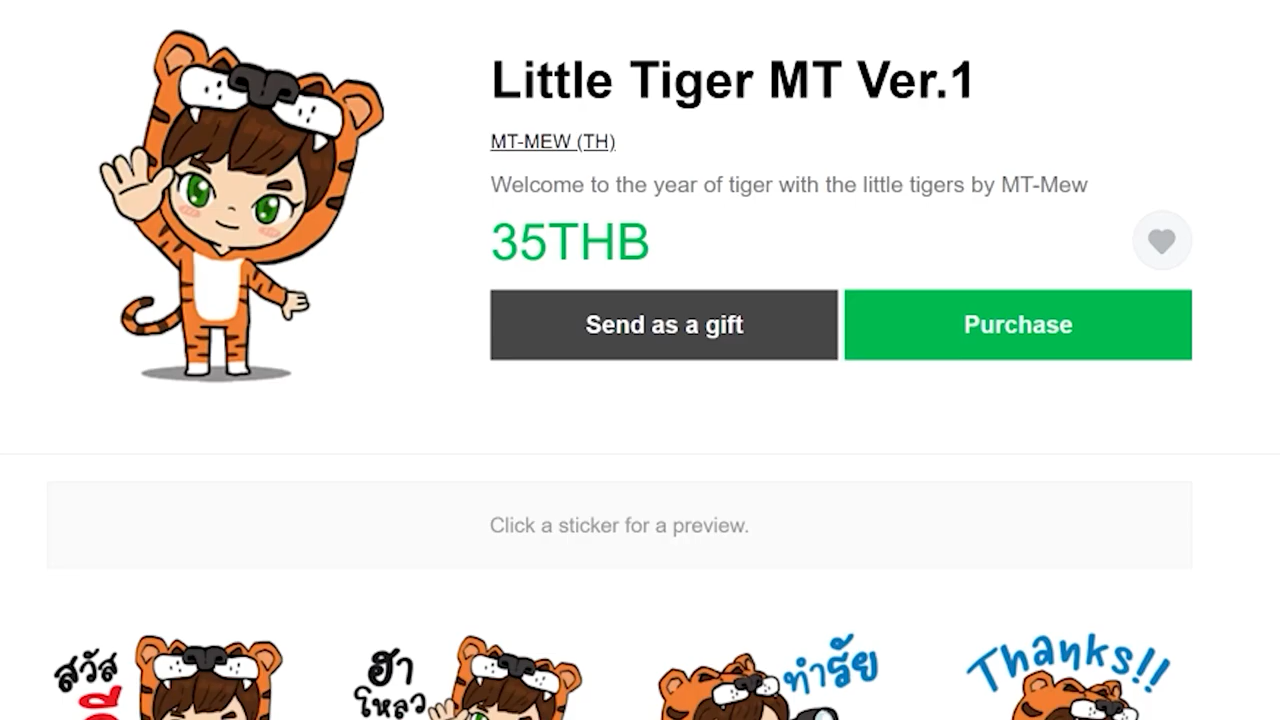 Little Tiger MT Ver.1
MT-MEW (TH)
Welcome to the year of tiger with the little tigers by MT-Mew
35THB
Send as a gift
Purchase
Click a sticker for a preview.
สวัส
ดี
ฮา
โหลว
ทำรัย
Thanks!!